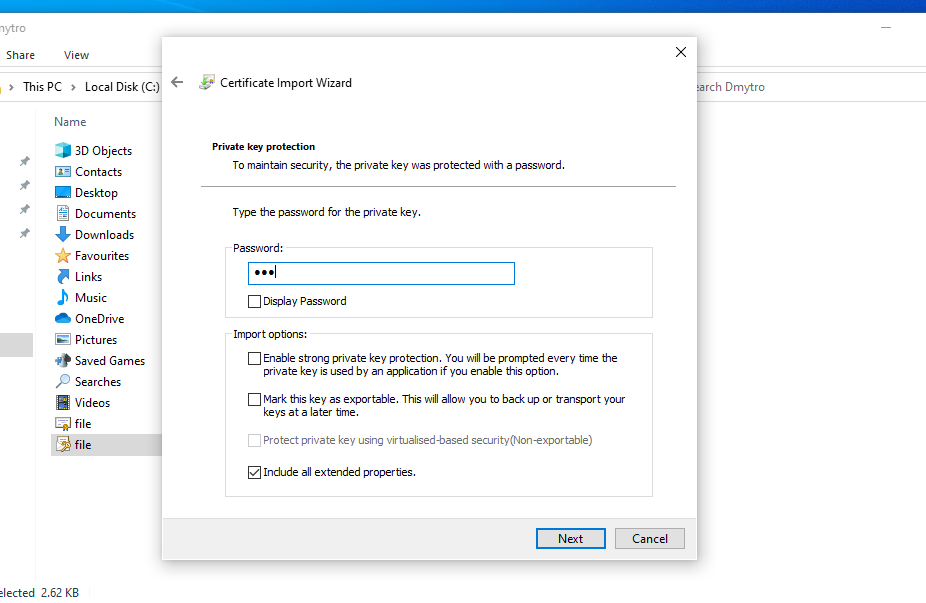 mytro
Share View
This PC > Local Disk (C:)
earch Dmytro
Name
3D Objects
Contacts
Desktop
Documents
Downloads
Favourites
Links
Music
OneDrive
Pictures
Saved Games
Searches
Videos
file
file
elected 2.62 KB
Certificate Import Wizard
Private key protection
To maintain security, the private key was protected with a password.
Type the password for the private key.
Password:
•••
Display Password
Import options:
Enable strong private key protection. You will be prompted every time the
private key is used by an application if you enable this option.
Mark this key as exportable. This will allow you to back up or transport your
keys at a later time.
Protect private key using virtualised-based security(Non-exportable)
Include all extended properties.
Next
Cancel